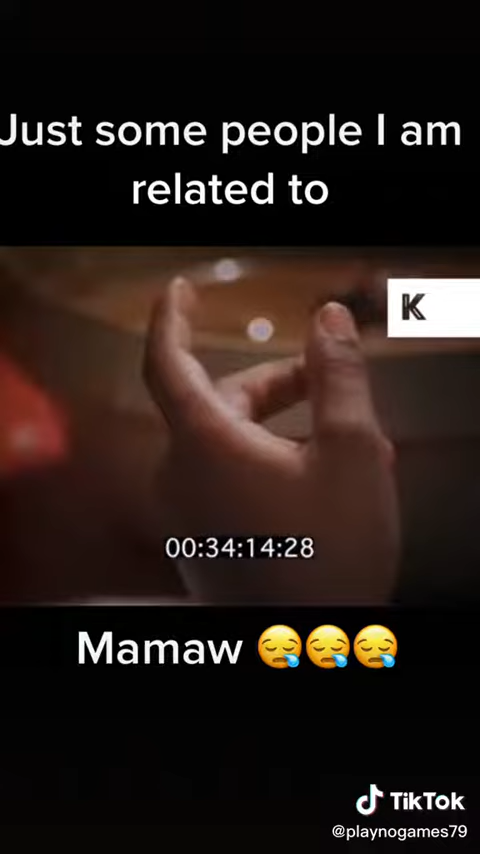 Just some people I am
related to
K
00:34:14:28
Mamaw 😪😪😪
TikTok
@playnogames79